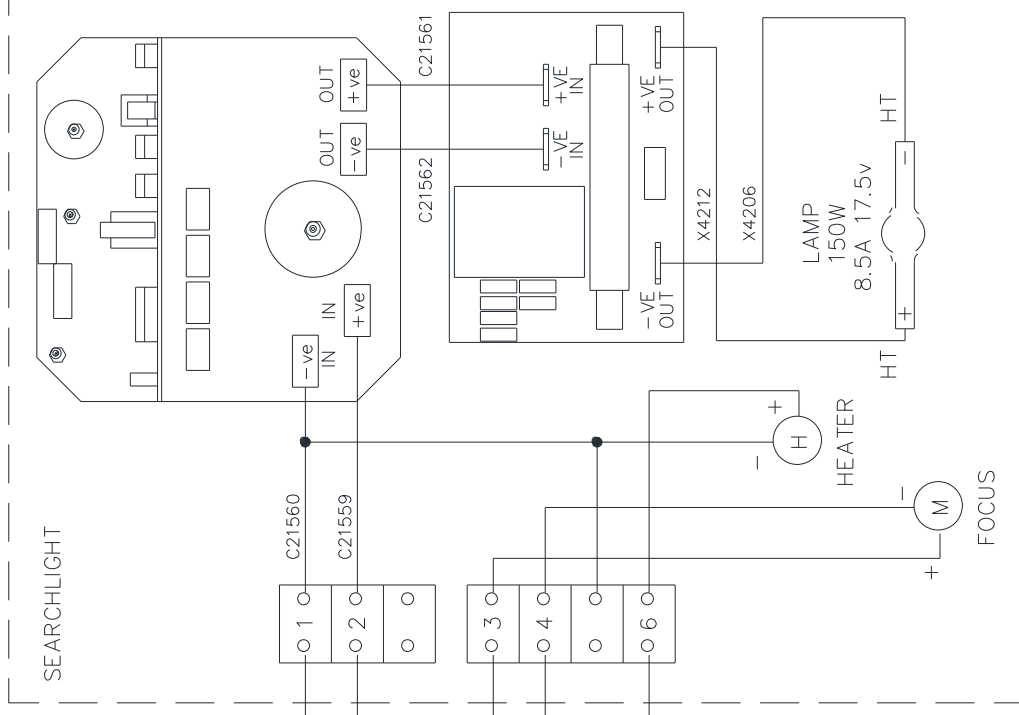 C21561
OUT
+ve
OUT
-ve
+VE
IN
-VE
IN
+VE
OUT
HT
-
C21562
X4212
X4206
LAMP
150W
8.5A 17.5v
-VE
OUT
+
HT
IN
+ve
-ve
IN
+
-
H
HEATER
C21560
C21559
-
M
FOCUS
+
SEARCHLIGHT
1
2
3
4
6